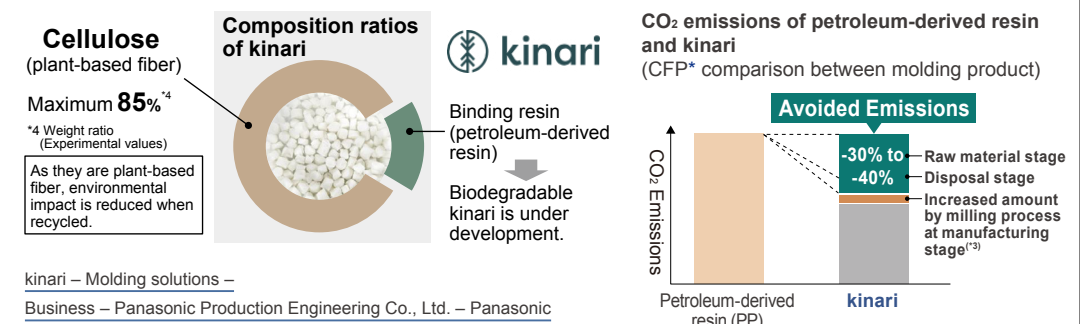 Cellulose
(plant-based fiber)
Maximum 85%*4
*4 Weight ratio
(Experimental values)
As they are plant-based
fiber, environmental
impact is reduced when
recycled.
Composition ratios
of kinari
kinari
Binding resin
(petroleum-derived
resin)
Biodegradable
kinari is under
development.
kinari – Molding solutions –
Business – Panasonic Production Engineering Co., Ltd. – Panasonic
CO₂ emissions of petroleum-derived resin
and kinari
(CFP* comparison between molding product)
Avoided Emissions
CO₂ Emissions
-30% to
-40%
Raw material stage
Disposal stage
Increased amount
by milling process
at manufacturing
stage(*3)
Petroleum-derived
resin (PP)
kinari